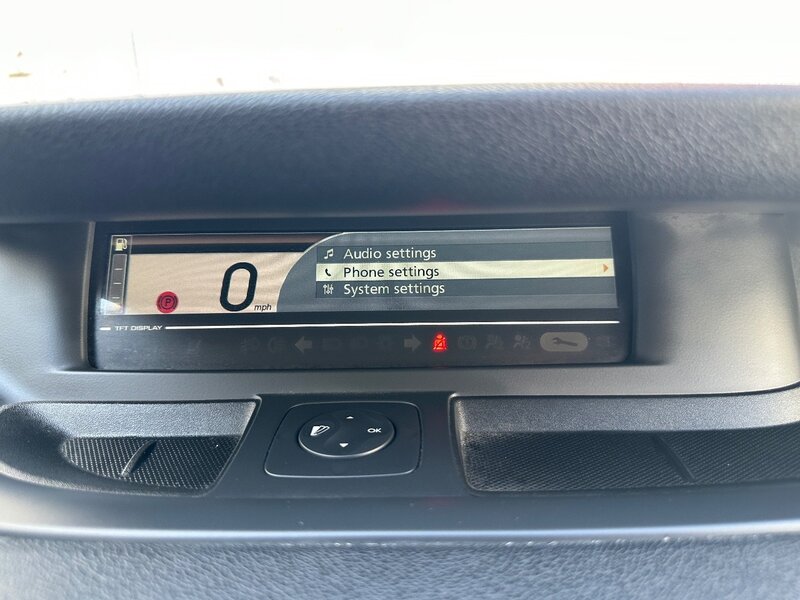 Audio settings
Phone settings
System settings
P
0
mph
TFT DISPLAY
OK